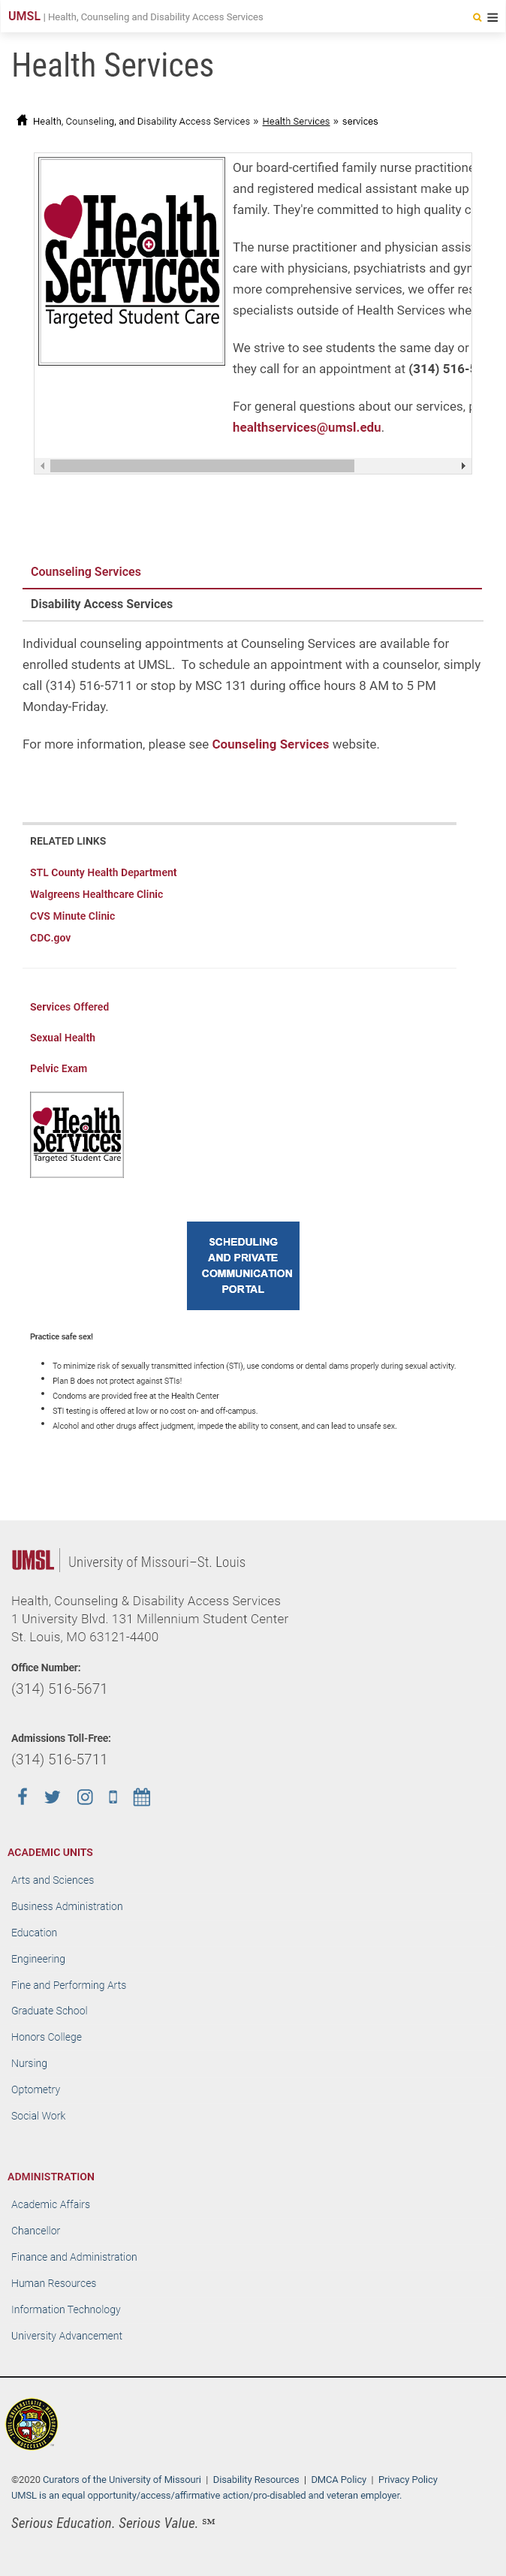 UMSL | Health, Counseling and Disability Access Services
Health Services
Health, Counseling, and Disability Access Services » Health Services » services
Health
Services
Targeted Student Care
Our board-certified family nurse practitione
and registered medical assistant make up
family. They're committed to high quality c
The nurse practitioner and physician assis
care with physicians, psychiatrists and gyn
more comprehensive services, we offer res
specialists outside of Health Services whe
We strive to see students the same day or
they call for an appointment at (314) 516-5
For general questions about our services, p
healthservices@umsl.edu.
Counseling Services
Disability Access Services
Individual counseling appointments at Counseling Services are available for
enrolled students at UMSL.  To schedule an appointment with a counselor, simply
call (314) 516-5711 or stop by MSC 131 during office hours 8 AM to 5 PM
Monday-Friday.
For more information, please see Counseling Services website.
RELATED LINKS
STL County Health Department
Walgreens Healthcare Clinic
CVS Minute Clinic
CDC.gov
Services Offered
Sexual Health
Pelvic Exam
Health
Services
Targeted Student Care
SCHEDULING
AND PRIVATE
COMMUNICATION
PORTAL
Practice safe sex!
To minimize risk of sexually transmitted infection (STI), use condoms or dental dams properly during sexual activity.
Plan B does not protect against STIs!
Condoms are provided free at the Health Center
STI testing is offered at low or no cost on- and off-campus.
Alcohol and other drugs affect judgment, impede the ability to consent, and can lead to unsafe sex.
UMSL | University of Missouri–St. Louis
Health, Counseling & Disability Access Services
1 University Blvd. 131 Millennium Student Center
St. Louis, MO 63121-4400
Office Number:
(314) 516-5671
Admissions Toll-Free:
(314) 516-5711
ACADEMIC UNITS
Arts and Sciences
Business Administration
Education
Engineering
Fine and Performing Arts
Graduate School
Honors College
Nursing
Optometry
Social Work
ADMINISTRATION
Academic Affairs
Chancellor
Finance and Administration
Human Resources
Information Technology
University Advancement
©2020 Curators of the University of Missouri | Disability Resources | DMCA Policy | Privacy Policy
UMSL is an equal opportunity/access/affirmative action/pro-disabled and veteran employer.
Serious Education. Serious Value. ℠